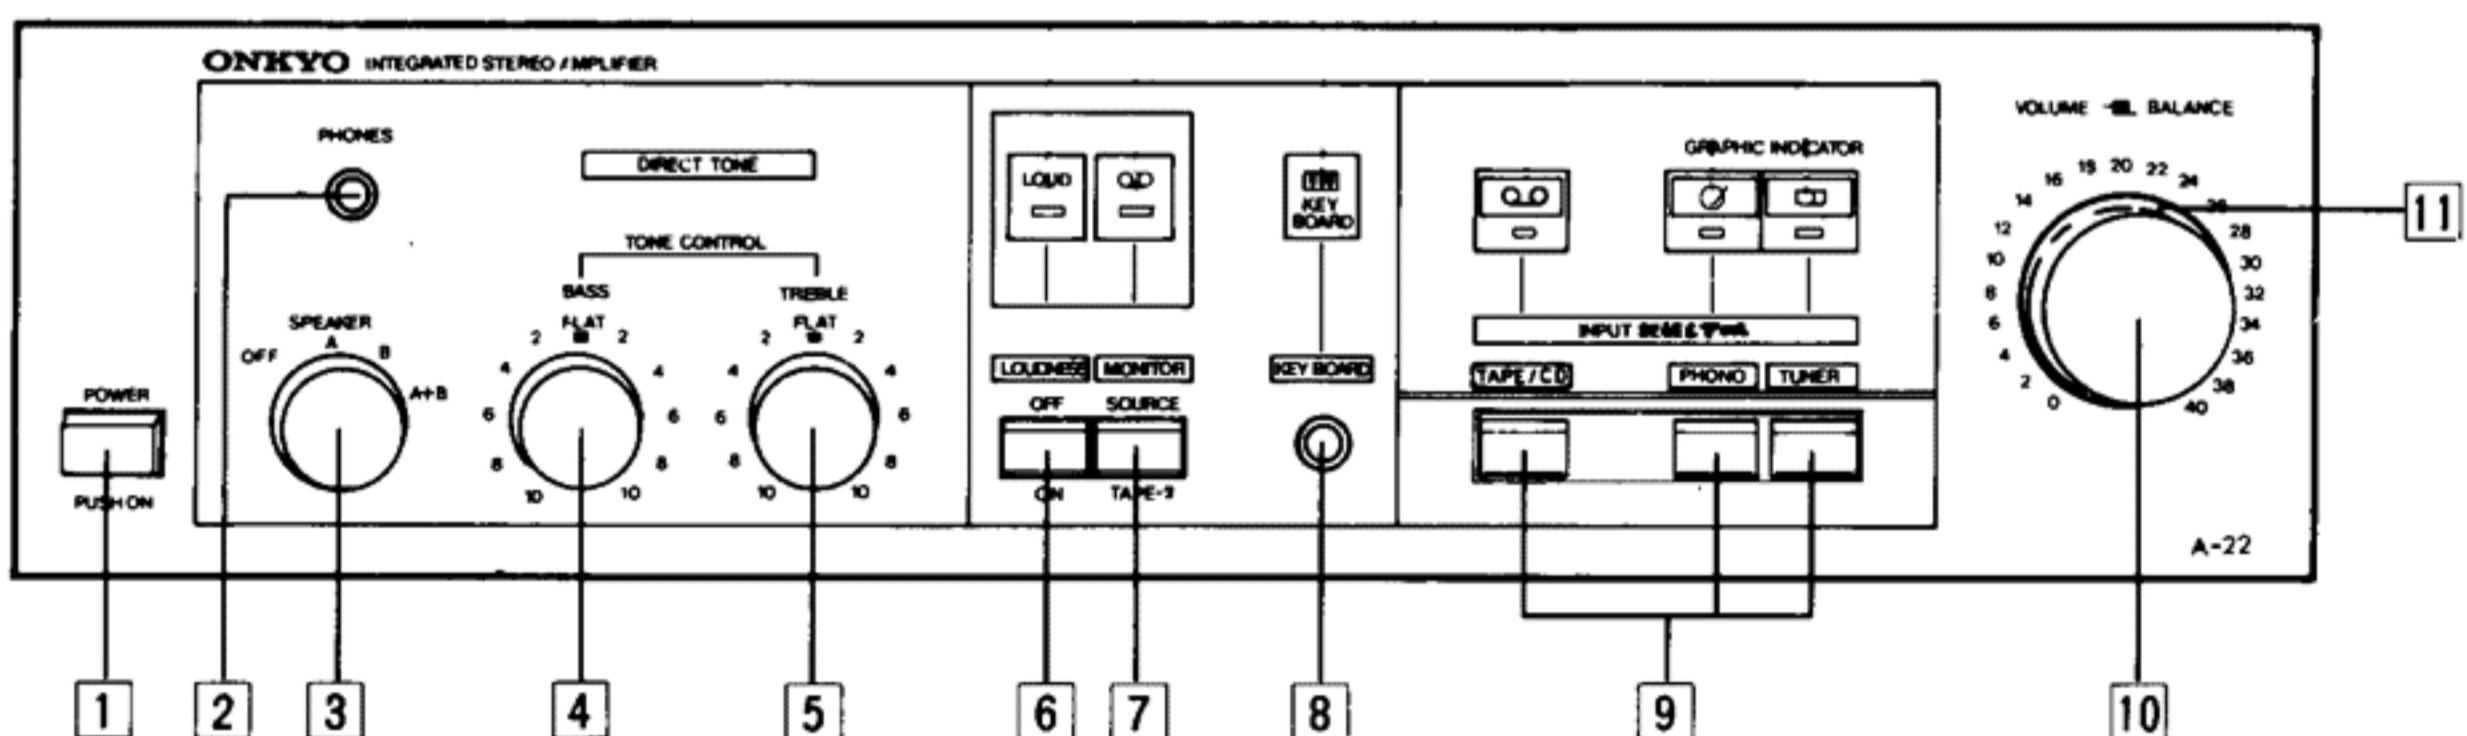 ONKYO INTEGRATED STEREO AMPLIFIER
PHONES
DIRECT TONE
TONE CONTROL
BASS
TREBLE
SPEAKER
OFF A B A+B
FLAT
2 2
4 4
6 6
8 8
10 10
FLAT
2 2
4 4
6 6
8 8
10 10
POWER
PUSH ON
LOUD
LOUDNESS
MONITOR
OFF
SOURCE
ON
TAPE-2
KEY
BOARD
KEY BOARD
GRAPHIC INDICATOR
INPUT
TAPE/CD
PHONO
TUNER
VOLUME
BALANCE
0 2 4 6 8 10 12 14 16 18 20 22 24 26 28 30 32 34 36 38 40
A-22
11
1 2 3 4 5 6 7 8 9 10